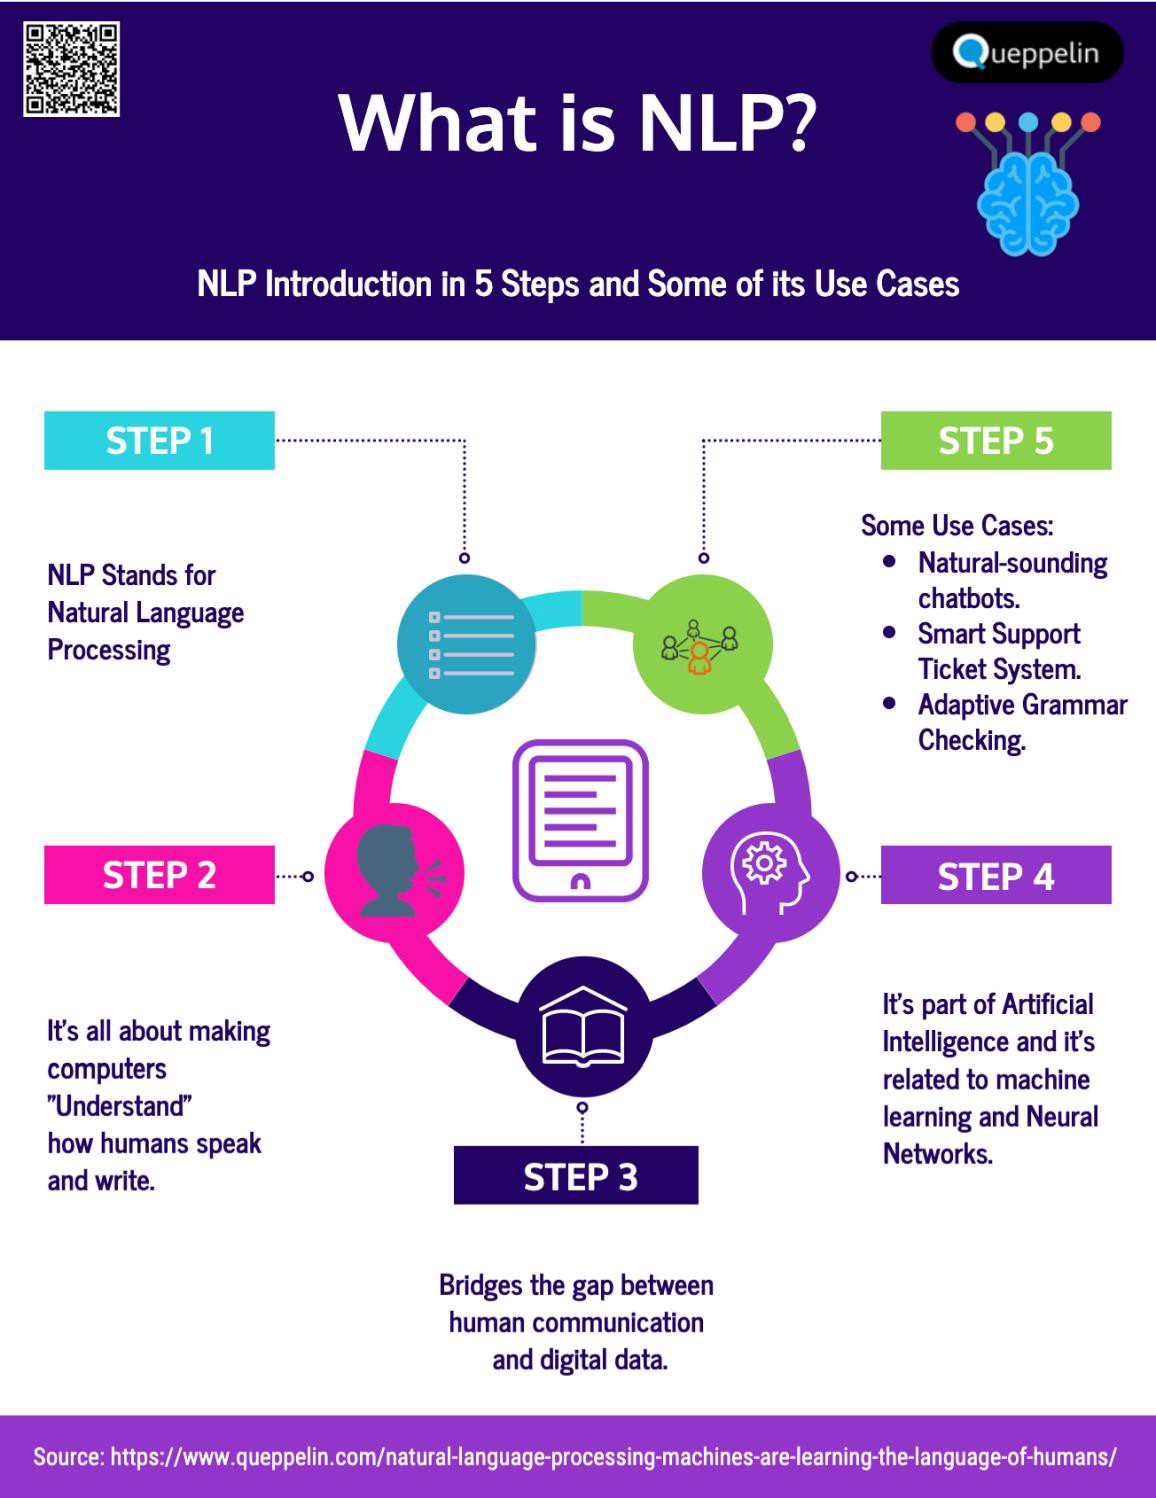 Queppelin
What is NLP?
NLP Introduction in 5 Steps and Some of its Use Cases
STEP 1
NLP Stands for
Natural Language
Processing
STEP 2
It's all about making
computers
"Understand"
how humans speak
and write.
STEP 3
Bridges the gap between
human communication
and digital data.
STEP 4
It's part of Artificial
Intelligence and it's
related to machine
learning and Neural
Networks.
STEP 5
Some Use Cases:
• Natural-sounding
chatbots.
• Smart Support
Ticket System.
• Adaptive Grammar
Checking.
Source: https://www.queppelin.com/natural-language-processing-machines-are-learning-the-language-of-humans/